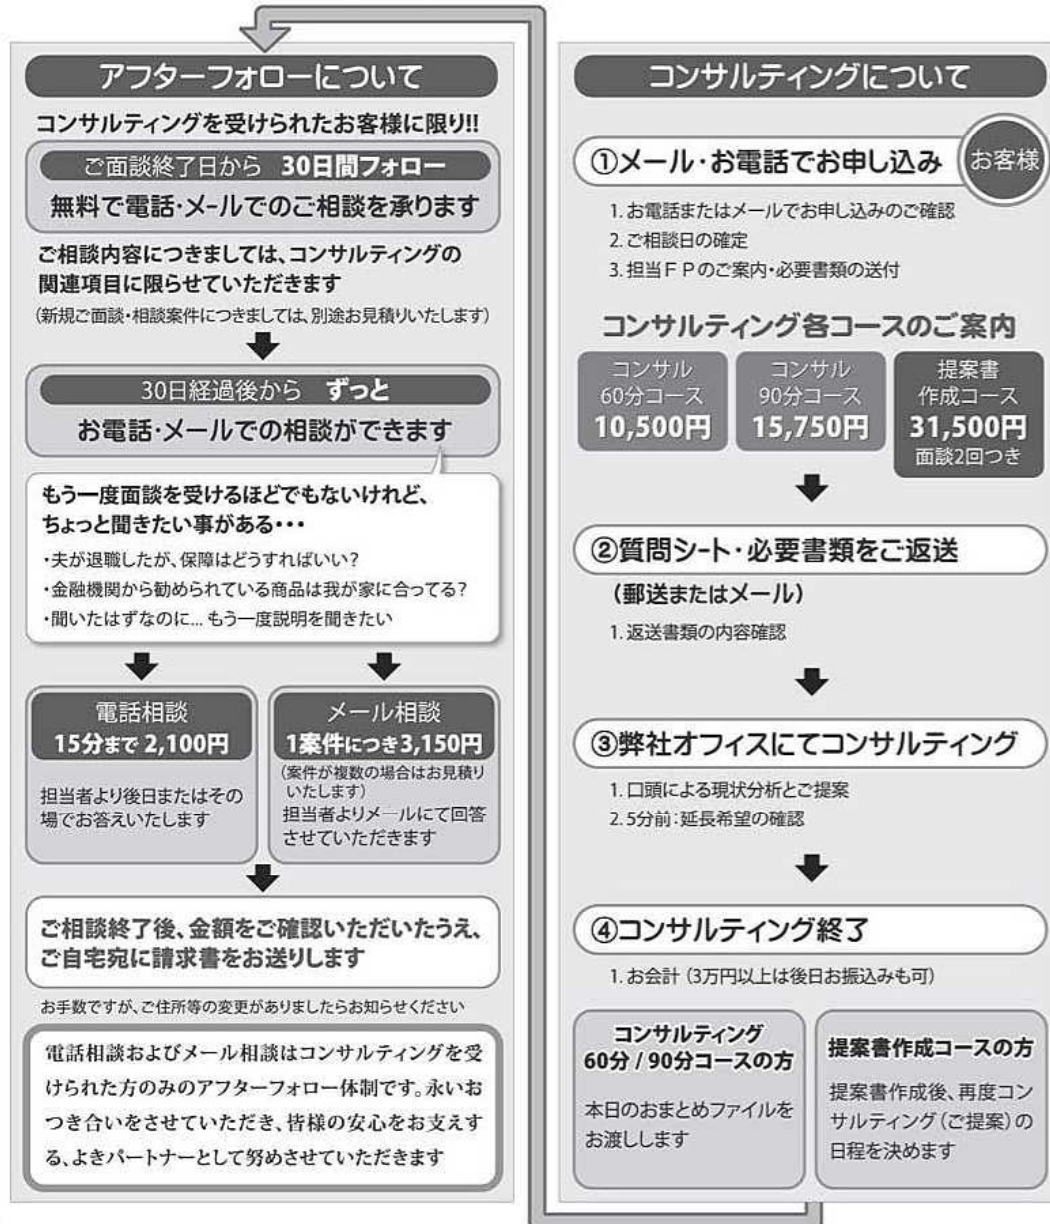 アフターフォローについて
コンサルティングを受けられたお客様に限り!!
ご面談終了日から 30日間フォロー
無料で電話・メールでのご相談を承ります
ご相談内容につきましては、コンサルティングの
関連項目に限らせていただきます
(新規ご面談・相談案件につきましては、別途お見積りいたします)
30日経過後から ずっと
お電話・メールでの相談ができます
もう一度面談を受けるほどでもないけれど、
ちょっと聞きたい事がある・・・
・夫が退職したが、保障はどうすればいい?
・金融機関から勧められている商品は我が家に合ってる?
・聞いたはずなのに... もう一度説明を聞きたい
電話相談
15分まで 2,100円
担当者より後日またはその
場でお答えいたします
メール相談
1案件につき3,150円
(案件が複数の場合はお見積り
いたします)
担当者よりメールにて回答
させていただきます
ご相談終了後、金額をご確認いただいたうえ、
ご自宅宛に請求書をお送りします
お手数ですが、ご住所等の変更がありましたらお知らせください
電話相談およびメール相談はコンサルティングを受
けられた方のみのアフターフォロー体制です。永いお
つき合いをさせていただき、皆様の安心をお支えす
る、よきパートナーとして努めさせていただきます
コンサルティングについて
①メール・お電話でお申し込み
お客様
1. お電話またはメールでお申し込みのご確認
2. ご相談日の確定
3. 担当FPのご案内・必要書類の送付
コンサルティング各コースのご案内
コンサル
60分コース
10,500円
コンサル
90分コース
15,750円
提案書
作成コース
31,500円
面談2回つき
②質問シート・必要書類をご返送
(郵送またはメール)
1. 返送書類の内容確認
③弊社オフィスにてコンサルティング
1. 口頭による現状分析とご提案
2. 5分前:延長希望の確認
④コンサルティング終了
1. お会計 (3万円以上は後日お振込みも可)
コンサルティング
60分 / 90分コースの方
本日のおまとめファイルを
お渡しします
提案書作成コースの方
提案書作成後、再度コン
サルティング(ご提案)の
日程を決めます